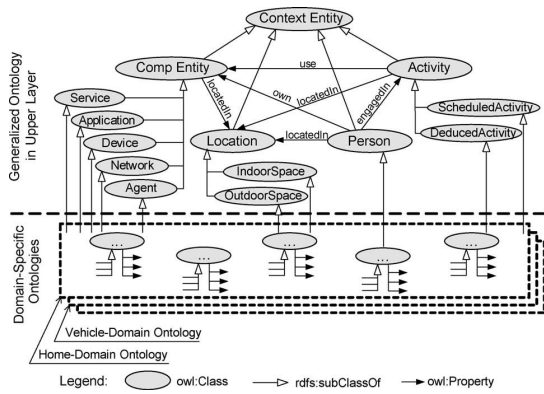 Context Entity
Generalized Ontology
in Upper Layer
Comp Entity
use
Activity
locatedIn
own
locatedIn
engagedIn
Service
Application
Device
Network
Agent
Location
locatedIn
Person
ScheduledActivity
DeducedActivity
IndoorSpace
OutdoorSpace
Domain-Specific
Ontologies
...
...
...
...
...
Vehicle-Domain Ontology
Home-Domain Ontology
Legend:
owl:Class
rdfs:subClassOf
owl:Property